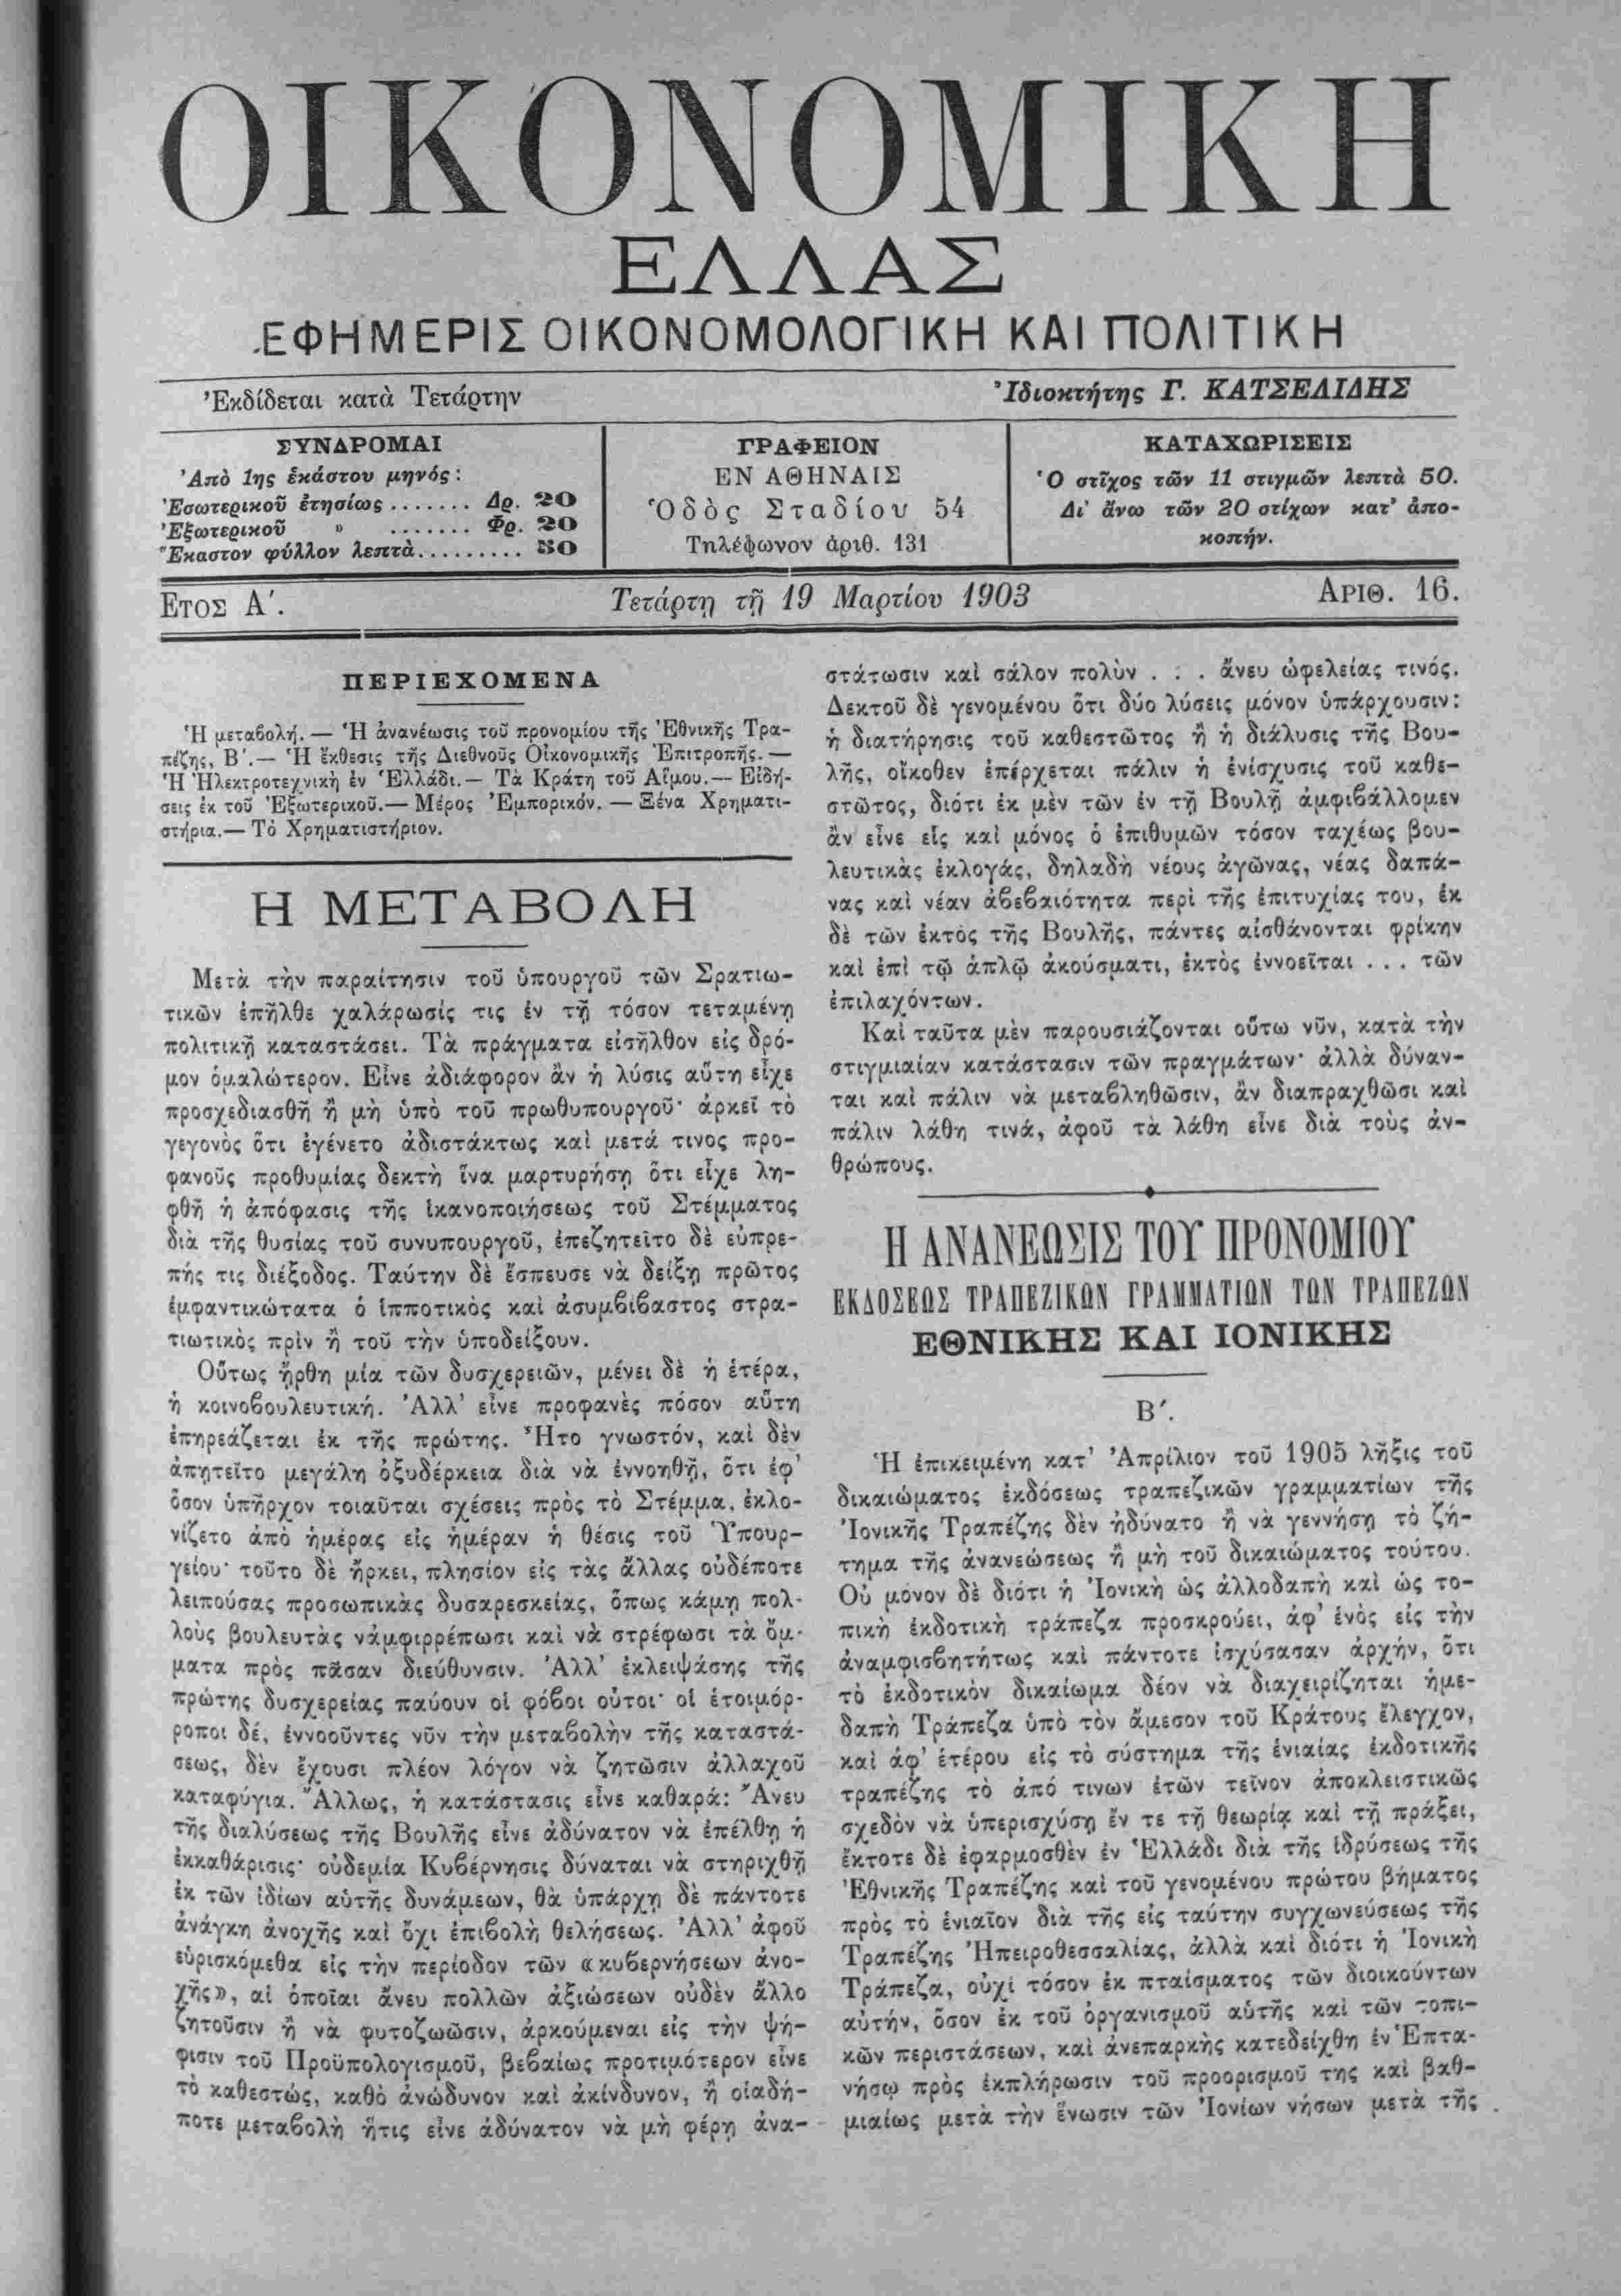 ΟΙΚΟΝΟΜΙΚΗ
ΕΛΛΑΣ
ΕΦΗΜΕΡΙΣ ΟΙΚΟΝΟΜΟΛΟΓΙΚΗ ΚΑΙ ΠΟΛΙΤΙΚΗ
Ἐκδίδεται κατὰ Τετάρτην
Ἰδιοκτήτης Γ. ΚΑΤΣΕΛΙΔΗΣ
ΣΥΝΔΡΟΜΑΙ
Ἀπὸ 1ης ἑκάστου μηνός:
Ἐσωτερικοῦ ἐτησίως ....... Δρ. 20
Ἐξωτερικοῦ » ....... Φρ. 20
Ἕκαστον φύλλον λεπτὰ......... 50
ΓΡΑΦΕΙΟΝ
ΕΝ ΑΘΗΝΑΙΣ
Ὁδὸς Σταδίου 54
Τηλέφωνον ἀριθ. 131
ΚΑΤΑΧΩΡΙΣΕΙΣ
Ὁ στῖχος τῶν 11 στιγμῶν λεπτὰ 50.
Δι' ἄνω τῶν 20 στίχων κατ' ἀπο-
κοπήν.
ΕΤΟΣ Α΄.
Τετάρτη τῇ 19 Μαρτίου 1903
ΑΡΙΘ. 16.
ΠΕΡΙΕΧΟΜΕΝΑ
Ἡ μεταβολή. — Ἡ ἀνανέωσις τοῦ προνομίου τῆς Ἐθνικῆς Τρα-
πέζης, Β΄.— Ἡ ἔκθεσις τῆς Διεθνοῦς Οἰκονομικῆς Ἐπιτροπῆς.—
Ἡ Ἠλεκτροτεχνικὴ ἐν Ἑλλάδι.— Τὰ Κράτη τοῦ Αἵμου.— Εἰδή-
σεις ἐκ τοῦ Ἐξωτερικοῦ.— Μέρος Ἐμπορικόν. — Ξένα Χρηματι-
στήρια.— Τὸ Χρηματιστήριον.
Η ΜΕΤΑΒΟΛΗ
Μετὰ τὴν παραίτησιν τοῦ ὑπουργοῦ τῶν Σρατιω-
τικῶν ἐπῆλθε χαλάρωσίς τις ἐν τῇ τόσον τεταμένῃ
πολιτικῇ καταστάσει. Τὰ πράγματα εἰσῆλθον εἰς δρό-
μον ὁμαλώτερον. Εἶνε ἀδιάφορον ἂν ἡ λύσις αὕτη εἶχε
προσχεδιασθῆ ἢ μὴ ὑπὸ τοῦ πρωθυπουργοῦ· ἀρκεῖ τὸ
γεγονὸς ὅτι ἐγένετο ἀδιστάκτως καὶ μετά τινος προ-
φανοῦς προθυμίας δεκτὴ ἵνα μαρτυρήσῃ ὅτι εἶχε λη-
φθῆ ἡ ἀπόφασις τῆς ἱκανοποιήσεως τοῦ Στέμματος
διὰ τῆς θυσίας τοῦ συνυπουργοῦ, ἐπεζητεῖτο δὲ εὐπρε-
πής τις διέξοδος. Ταύτην δὲ ἔσπευσε νὰ δείξῃ πρῶτος
ἐμφαντικώτατα ὁ ἱπποτικὸς καὶ ἀσυμβίβαστος στρα-
τιωτικὸς πρὶν ἢ τοῦ τὴν ὑποδείξουν.
Οὕτως ἤρθη μία τῶν δυσχερειῶν, μένει δὲ ἡ ἑτέρα,
ἡ κοινοβουλευτική. Ἀλλ' εἶνε προφανὲς πόσον αὕτη
ἐπηρεάζεται ἐκ τῆς πρώτης. Ἦτο γνωστόν, καὶ δὲν
ἀπῃτεῖτο μεγάλη ὀξυδέρκεια διὰ νὰ ἐννοηθῇ, ὅτι ἐφ'
ὅσον ὑπῆρχον τοιαῦται σχέσεις πρὸς τὸ Στέμμα, ἐκλο-
νίζετο ἀπὸ ἡμέρας εἰς ἡμέραν ἡ θέσις τοῦ Ὑπουρ-
γείου· τοῦτο δὲ ἤρκει, πλησίον εἰς τὰς ἄλλας οὐδέποτε
λειπούσας προσωπικὰς δυσαρεσκείας, ὅπως κάμῃ πολ-
λοὺς βουλευτὰς νἀμφιρρέπωσι καὶ νὰ στρέφωσι τὰ ὄμ-
ματα πρὸς πᾶσαν διεύθυνσιν. Ἀλλ' ἐκλειψάσης τῆς
πρώτης δυσχερείας παύουν οἱ φόβοι οὗτοι· οἱ ἑτοιμόρ-
ροποι δέ, ἐννοοῦντες νῦν τὴν μεταβολὴν τῆς καταστά-
σεως, δὲν ἔχουσι πλέον λόγον νὰ ζητῶσιν ἀλλαχοῦ
καταφύγια. Ἄλλως, ἡ κατάστασις εἶνε καθαρά: Ἄνευ
τῆς διαλύσεως τῆς Βουλῆς εἶνε ἀδύνατον νὰ ἐπέλθῃ ἡ
ἐκκαθάρισις· οὐδεμία Κυβέρνησις δύναται νὰ στηριχθῇ
ἐκ τῶν ἰδίων αὑτῆς δυνάμεων, θὰ ὑπάρχῃ δὲ πάντοτε
ἀνάγκη ἀνοχῆς καὶ ὄχι ἐπιβολὴ θελήσεως. Ἀλλ' ἀφοῦ
εὑρισκόμεθα εἰς τὴν περίοδον τῶν «κυβερνήσεων ἀνο-
χῆς», αἱ ὁποῖαι ἄνευ πολλῶν ἀξιώσεων οὐδὲν ἄλλο
ζητοῦσιν ἢ νὰ φυτοζωῶσιν, ἀρκούμεναι εἰς τὴν ψή-
φισιν τοῦ Προϋπολογισμοῦ, βεβαίως προτιμότερον εἶνε
τὸ καθεστώς, καθὸ ἀνώδυνον καὶ ἀκίνδυνον, ἢ οἱαδή-
ποτε μεταβολὴ ἥτις εἶνε ἀδύνατον νὰ μὴ φέρῃ ἀνα-
στάτωσιν καὶ σάλον πολὺν . . . ἄνευ ὠφελείας τινός.
Δεκτοῦ δὲ γενομένου ὅτι δύο λύσεις μόνον ὑπάρχουσιν:
ἡ διατήρησις τοῦ καθεστῶτος ἢ ἡ διάλυσις τῆς Βου-
λῆς, οἴκοθεν ἐπέρχεται πάλιν ἡ ἐνίσχυσις τοῦ καθε-
στῶτος, διότι ἐκ μὲν τῶν ἐν τῇ Βουλῇ ἀμφιβάλλομεν
ἂν εἶνε εἷς καὶ μόνος ὁ ἐπιθυμῶν τόσον ταχέως βου-
λευτικὰς ἐκλογάς, δηλαδὴ νέους ἀγῶνας, νέας δαπά-
νας καὶ νέαν ἀβεβαιότητα περὶ τῆς ἐπιτυχίας του, ἐκ
δὲ τῶν ἐκτὸς τῆς Βουλῆς, πάντες αἰσθάνονται φρίκην
καὶ ἐπὶ τῷ ἁπλῷ ἀκούσματι, ἐκτὸς ἐννοεῖται . . . τῶν
ἐπιλαχόντων.
Καὶ ταῦτα μὲν παρουσιάζονται οὕτω νῦν, κατὰ τὴν
στιγμιαίαν κατάστασιν τῶν πραγμάτων· ἀλλὰ δύναν-
ται καὶ πάλιν νὰ μεταβληθῶσιν, ἂν διαπραχθῶσι καὶ
πάλιν λάθη τινά, ἀφοῦ τὰ λάθη εἶνε διὰ τοὺς ἀν-
θρώπους.
Η ΑΝΑΝΕΩΣΙΣ ΤΟΥ ΠΡΟΝΟΜΙΟΥ
ΕΚΔΟΣΕΩΣ ΤΡΑΠΕΖΙΚΩΝ ΓΡΑΜΜΑΤΙΩΝ ΤΩΝ ΤΡΑΠΕΖΩΝ
ΕΘΝΙΚΗΣ ΚΑΙ ΙΟΝΙΚΗΣ
Β΄.
Ἡ ἐπικειμένη κατ' Ἀπρίλιον τοῦ 1905 λῆξις τοῦ
δικαιώματος ἐκδόσεως τραπεζικῶν γραμματίων τῆς
Ἰονικῆς Τραπέζης δὲν ἠδύνατο ἢ νὰ γεννήσῃ τὸ ζή-
τημα τῆς ἀνανεώσεως ἢ μὴ τοῦ δικαιώματος τούτου.
Οὐ μόνον δὲ διότι ἡ Ἰονικὴ ὡς ἀλλοδαπὴ καὶ ὡς το-
πικὴ ἐκδοτικὴ τράπεζα προσκρούει, ἀφ' ἑνὸς εἰς τὴν
ἀναμφισβητήτως καὶ πάντοτε ἰσχύσασαν ἀρχήν, ὅτι
τὸ ἐκδοτικὸν δικαίωμα δέον νὰ διαχειρίζηται ἡμε-
δαπὴ Τράπεζα ὑπὸ τὸν ἄμεσον τοῦ Κράτους ἔλεγχον,
καὶ ἀφ' ἑτέρου εἰς τὸ σύστημα τῆς ἑνιαίας ἐκδοτικῆς
τραπέζης τὸ ἀπό τινων ἐτῶν τεῖνον ἀποκλειστικῶς
σχεδὸν νὰ ὑπερισχύσῃ ἔν τε τῇ θεωρίᾳ καὶ τῇ πράξει,
ἔκτοτε δὲ ἐφαρμοσθὲν ἐν Ἑλλάδι διὰ τῆς ἱδρύσεως τῆς
Ἐθνικῆς Τραπέζης καὶ τοῦ γενομένου πρώτου βήματος
πρὸς τὸ ἑνιαῖον διὰ τῆς εἰς ταύτην συγχωνεύσεως τῆς
Τραπέζης Ἠπειροθεσσαλίας, ἀλλὰ καὶ διότι ἡ Ἰονικὴ
Τράπεζα, οὐχὶ τόσον ἐκ πταίσματος τῶν διοικούντων
αὐτήν, ὅσον ἐκ τοῦ ὀργανισμοῦ αὐτῆς καὶ τῶν τοπι-
κῶν περιστάσεων, καὶ ἀνεπαρκὴς κατεδείχθη ἐν Ἑπτα-
νήσῳ πρὸς ἐκπλήρωσιν τοῦ προορισμοῦ της καὶ βαθ-
μιαίως μετὰ τὴν ἕνωσιν τῶν Ἰονίων νήσων μετὰ τῆς